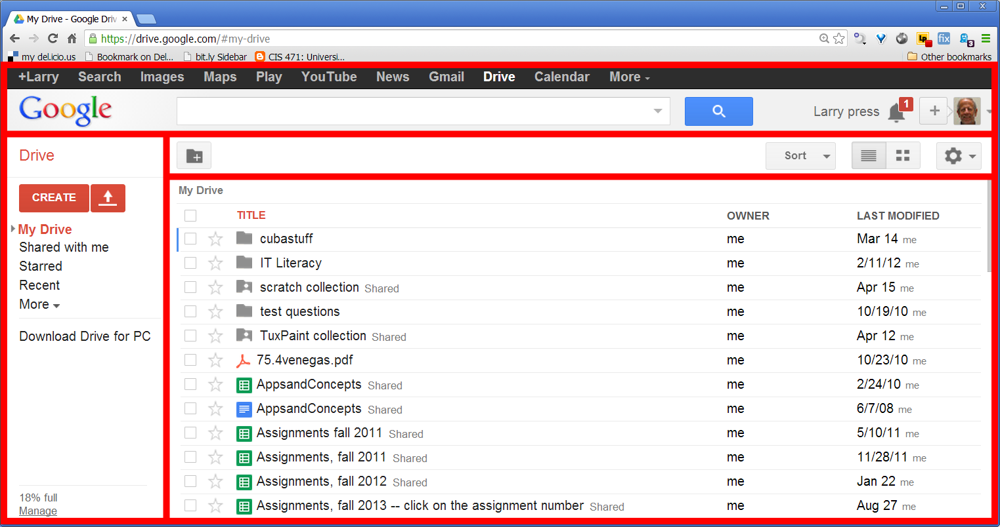 My Drive - Google Driv ×
https://drive.google.com/#my-drive
my del.icio.us Bookmark on Del... bit.ly Sidebar CIS 471: Universi... Other bookmarks
LP fix 3
+Larry Search Images Maps Play YouTube News Gmail Drive Calendar More
Google Larry press 1 +
Drive Sort
CREATE
My Drive
Shared with me
Starred
Recent
More
Download Drive for PC
18% full
Manage
My Drive
TITLE OWNER LAST MODIFIED
cubastuff me Mar 14 me
IT Literacy me 2/11/12 me
scratch collection Shared me Apr 15 me
test questions me 10/19/10 me
TuxPaint collection Shared me Apr 12 me
75.4venegas.pdf me 10/23/10 me
AppsandConcepts Shared me 2/24/10 me
AppsandConcepts Shared me 6/7/08 me
Assignments fall 2011 Shared me 5/10/11 me
Assignments, fall 2011 Shared me 11/28/11 me
Assignments, fall 2012 Shared me Jan 22 me
Assignments, fall 2013 -- click on the assignment number Shared me Aug 27 me